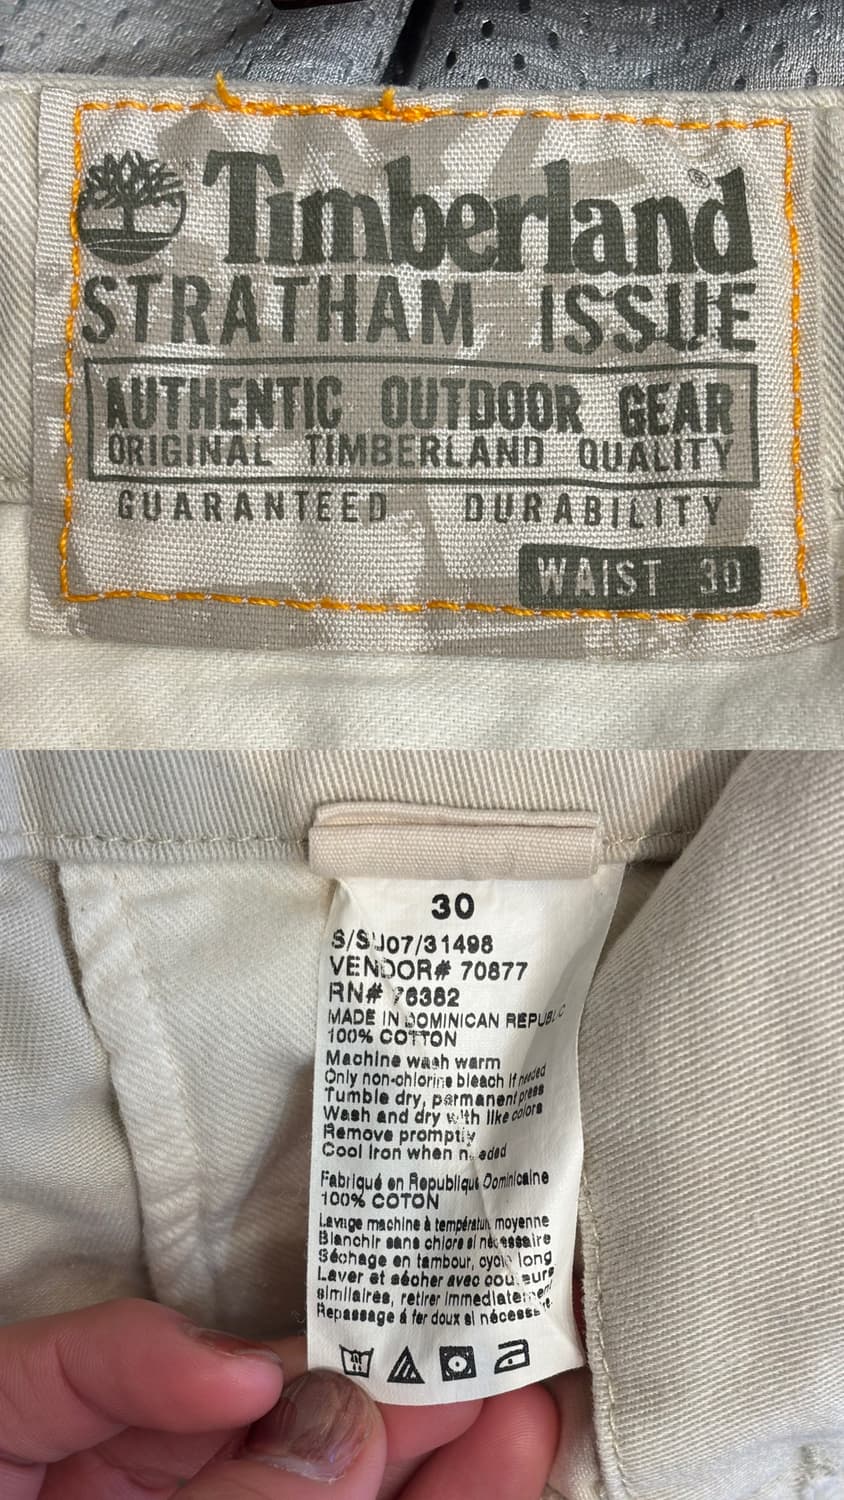 Timberland®
STRATHAM ISSUE
AUTHENTIC OUTDOOR GEAR
ORIGINAL TIMBERLAND QUALITY
GUARANTEED DURABILITY
WAIST 30
30
S/SU07/31498
VENDOR# 70877
RN# 76382
MADE IN DOMINICAN REPUBLIC
100% COTTON
Machine wash warm
Only non-chlorine bleach if needed
Tumble dry, permanent press
Wash and dry with like colors
Remove promptly
Cool Iron when needed
Fabriqué en Republique Dominicaine
100% COTON
Lavage machine à température moyenne
Blanchir sans chlore si nécessaire
Séchage en tambour, cycle long
Laver et sécher avec couleurs
similaires, retirer immediatement
Repassage á fer doux si nécessaire.